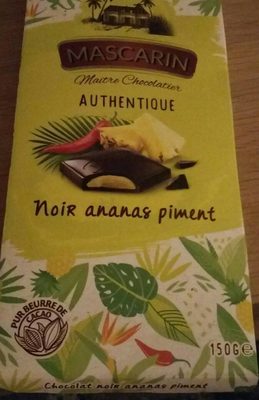 MASCARIN
Maître Chocolatier
AUTHENTIQUE
Noir ananas piment
PUR BEURRE DE
CACAO
150G℮
Chocolat noir ananas piment